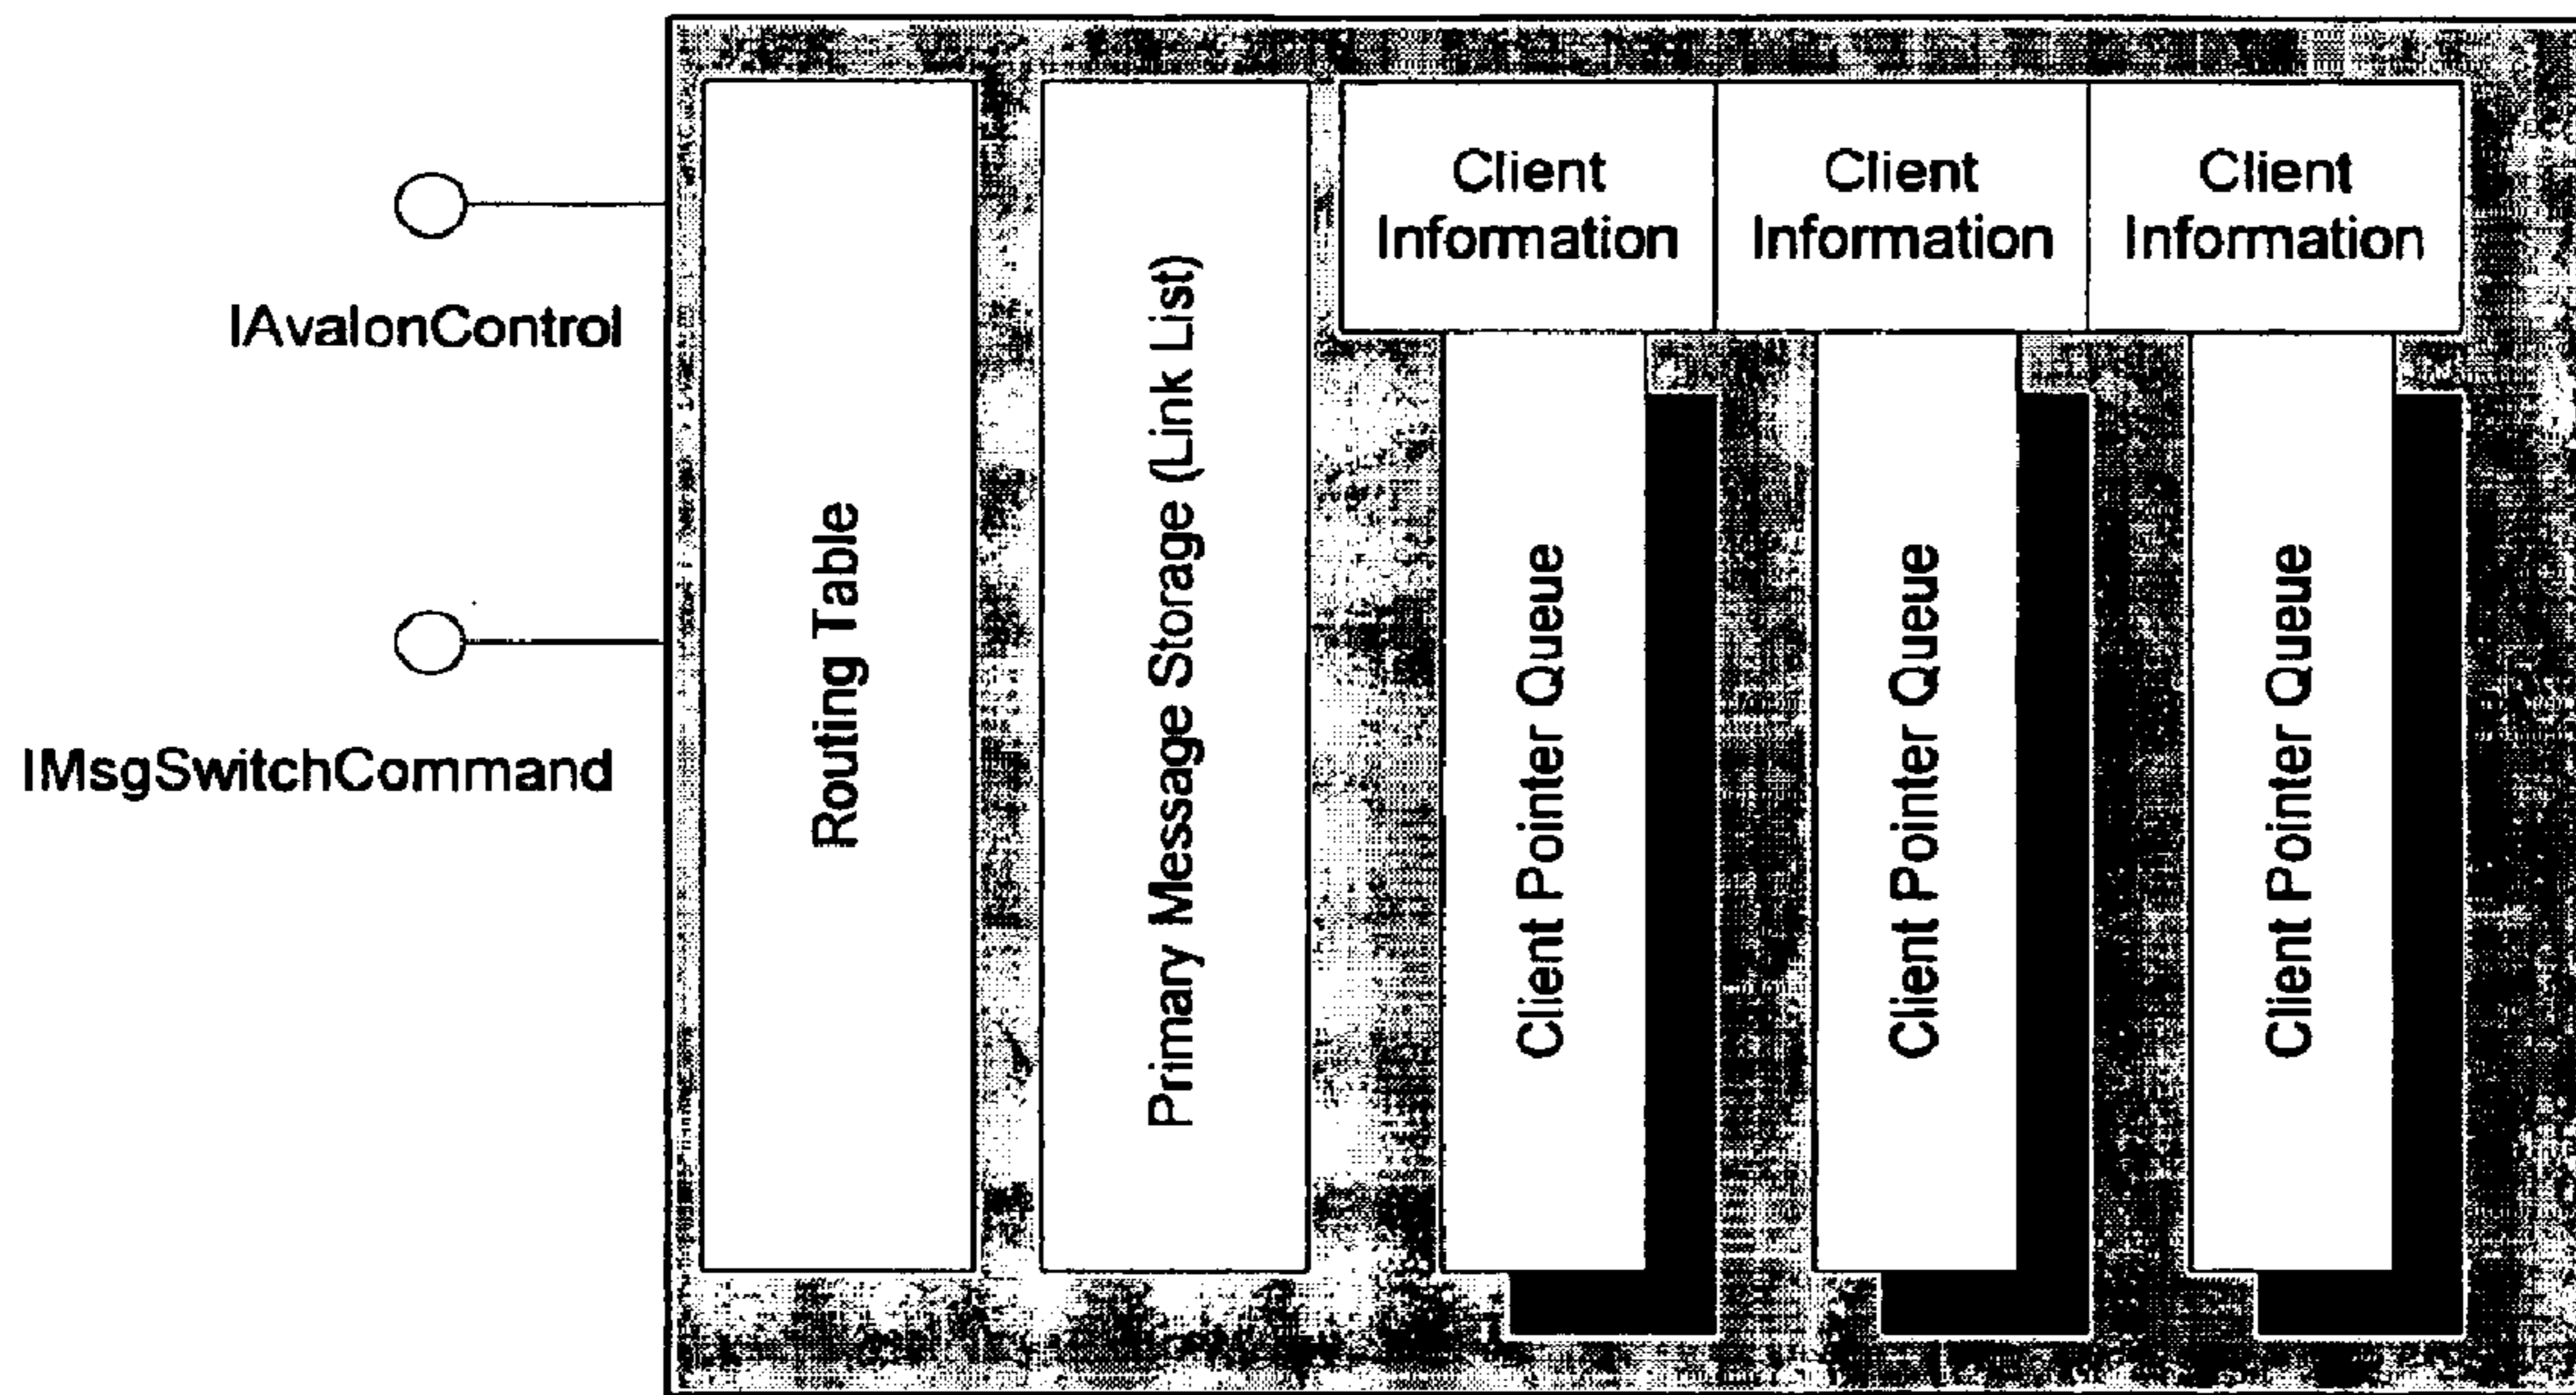 IAvalonControl
IMsgSwitchCommand
Routing Table
Primary Message Storage (Link List)
Client
Information
Client
Information
Client
Information
Client Pointer Queue
Client Pointer Queue
Client Pointer Queue